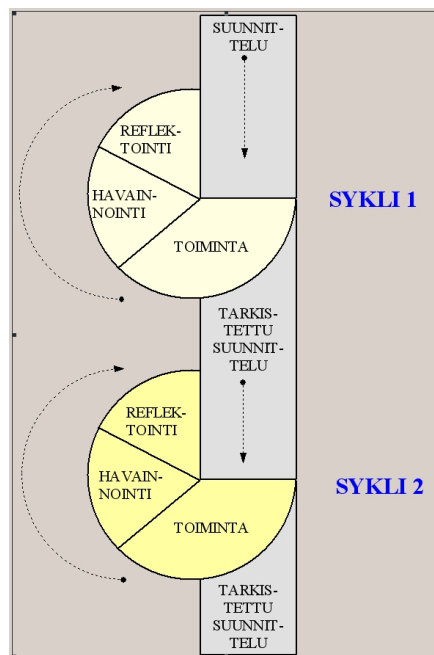 SUUNNIT-
TELU
REFLEK-
TOINTI
HAVAIN-
NOINTI
TOIMINTA
SYKLI 1
TARKIS-
TETTU
SUUNNIT-
TELU
REFLEK-
TOINTI
HAVAIN-
NOINTI
TOIMINTA
SYKLI 2
TARKIS-
TETTU
SUUNNIT-
TELU